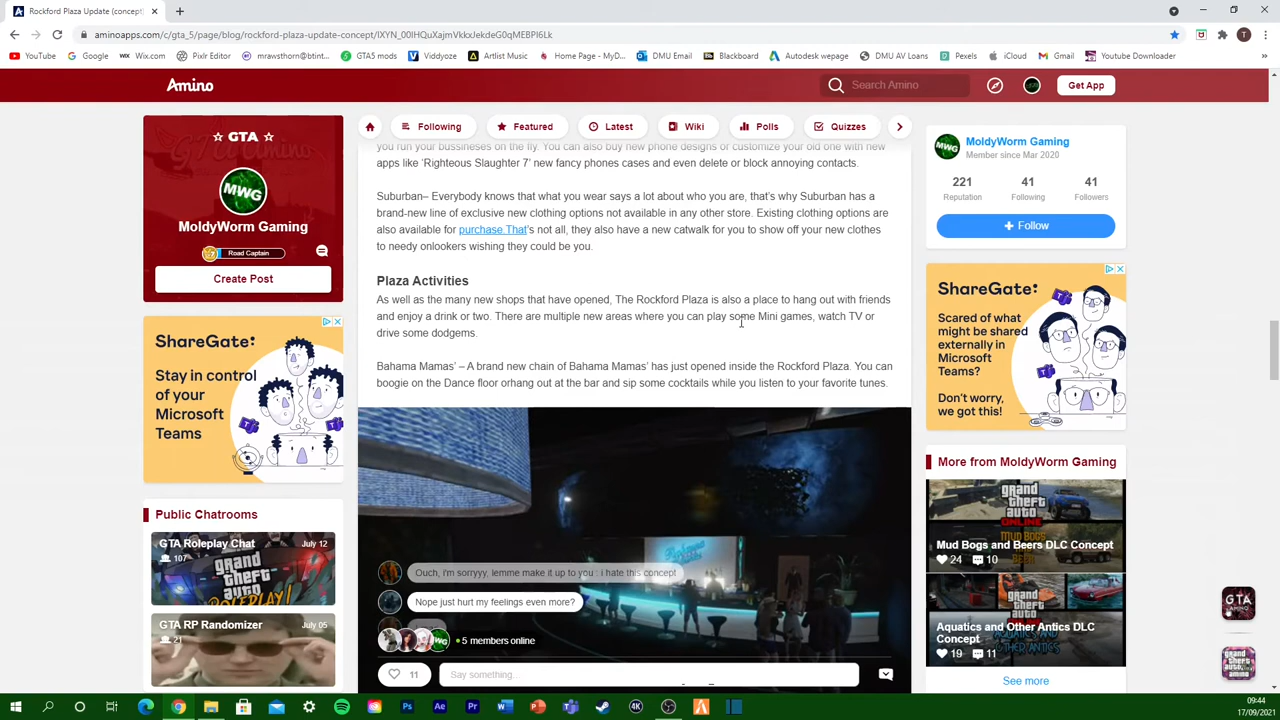 Rockford Plaza Update (concept)
aminoapps.com/c/gta_5/page/blog/rockford-plaza-update-concept/lXYN_00IHQuXajmVkkxJekdeG0qMEBPl6Lk
T
YouTube
Google
Wix.com
Pixlr Editor
mrawsthorn@btint...
GTA5 mods
Viddyoze
Artlist Music
Home Page - MyD...
DMU Email
Blackboard
Autodesk wepage
DMU AV Loans
Pexels
iCloud
Gmail
Youtube Downloader
Amino
Search Amino
Get App
☆ GTA ☆
MWG
MoldyWorm Gaming
Road Captain
Create Post
ShareGate:
Stay in control
of your
Microsoft
Teams
Public Chatrooms
GTA Roleplay Chat
July 12
107
GTA RP Randomizer
July 05
21
Following
Featured
Latest
Wiki
Polls
Quizzes
you run your bussineses on the fly. You can also buy new phone designs or customize your old one with new
apps like 'Righteous Slaughter 7' new fancy phones cases and even delete or block annoying contacts.
Suburban– Everybody knows that what you wear says a lot about who you are, that's why Suburban has a
brand-new line of exclusive new clothing options not available in any other store. Existing clothing options are
also available for purchase.That's not all, they also have a new catwalk for you to show off your new clothes
to needy onlookers wishing they could be you.
Plaza Activities
As well as the many new shops that have opened, The Rockford Plaza is also a place to hang out with friends
and enjoy a drink or two. There are multiple new areas where you can play some Mini games, watch TV or
drive some dodgems.
Bahama Mamas' – A brand new chain of Bahama Mamas' has just opened inside the Rockford Plaza. You can
boogie on the Dance floor orhang out at the bar and sip some cocktails while you listen to your favorite tunes.
Ouch, i'm sorryyy, lemme make it up to you : i hate this concept
Nope just hurt my feelings even more?
5 members online
11
Say something...
MWG
MoldyWorm Gaming
Member since Mar 2020
221
41
41
Reputation
Following
Followers
+ Follow
ShareGate:
Scared of what
might be shared
externally in
Microsoft
Teams?
Don't worry,
we got this!
More from MoldyWorm Gaming
Mud Bogs and Beers DLC Concept
24
10
Aquatics and Other Antics DLC
Concept
19
11
See more
09:44
17/09/2021